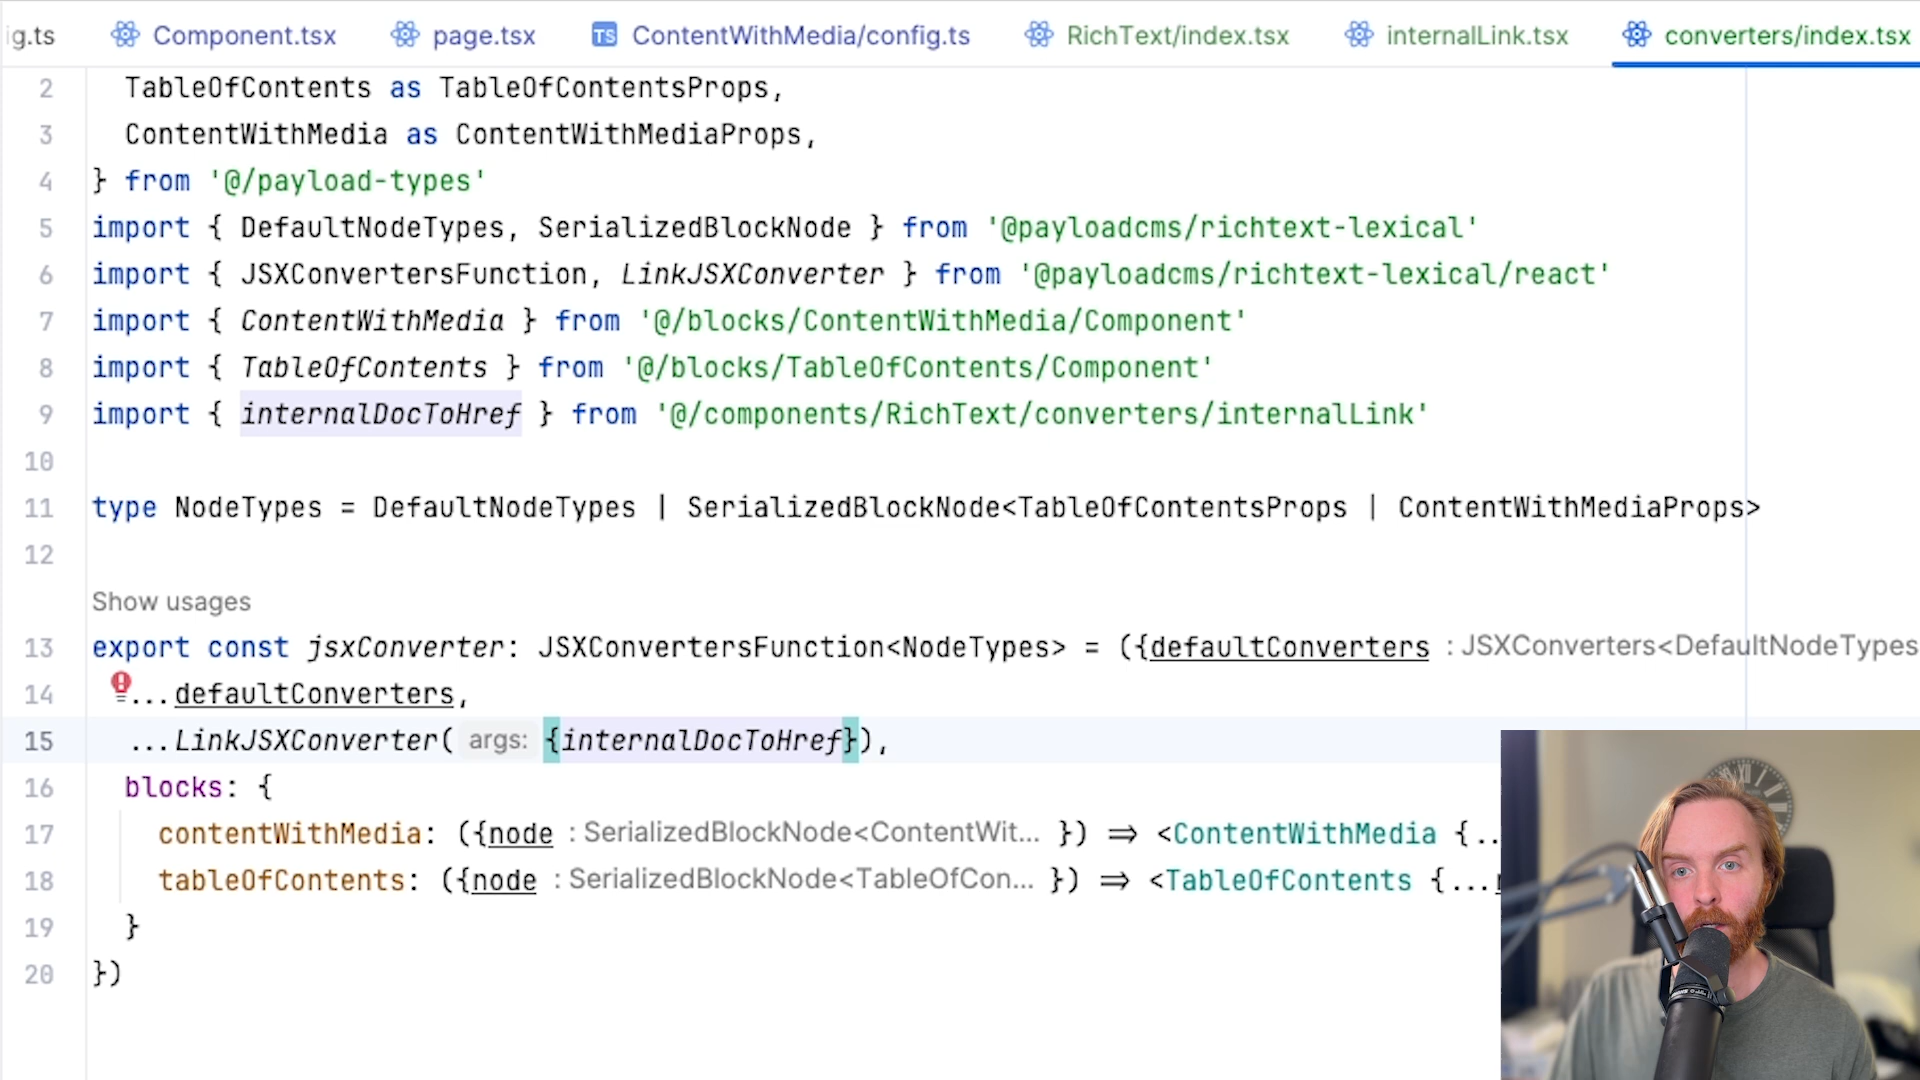 ig.ts Component.tsx page.tsx TS ContentWithMedia/config.ts RichText/index.tsx internalLink.tsx converters/index.tsx
2 TableOfContents as TableOfContentsProps,
3 ContentWithMedia as ContentWithMediaProps,
4 } from '@/payload-types'
5 import { DefaultNodeTypes, SerializedBlockNode } from '@payloadcms/richtext-lexical'
6 import { JSXConvertersFunction, LinkJSXConverter } from '@payloadcms/richtext-lexical/react'
7 import { ContentWithMedia } from '@/blocks/ContentWithMedia/Component'
8 import { TableOfContents } from '@/blocks/TableOfContents/Component'
9 import { internalDocToHref } from '@/components/RichText/converters/internalLink'
10
11 type NodeTypes = DefaultNodeTypes | SerializedBlockNode<TableOfContentsProps | ContentWithMediaProps>
12
Show usages
13 export const jsxConverter: JSXConvertersFunction<NodeTypes> = ({defaultConverters : JSXConverters<DefaultNodeTypes
14 ...defaultConverters,
15 ...LinkJSXConverter( args: {internalDocToHref}),
16 blocks: {
17 contentWithMedia: ({node : SerializedBlockNode<ContentWit... }) => <ContentWithMedia {..
18 tableOfContents: ({node : SerializedBlockNode<TableOfCon... }) => <TableOfContents {...
19 }
20 })